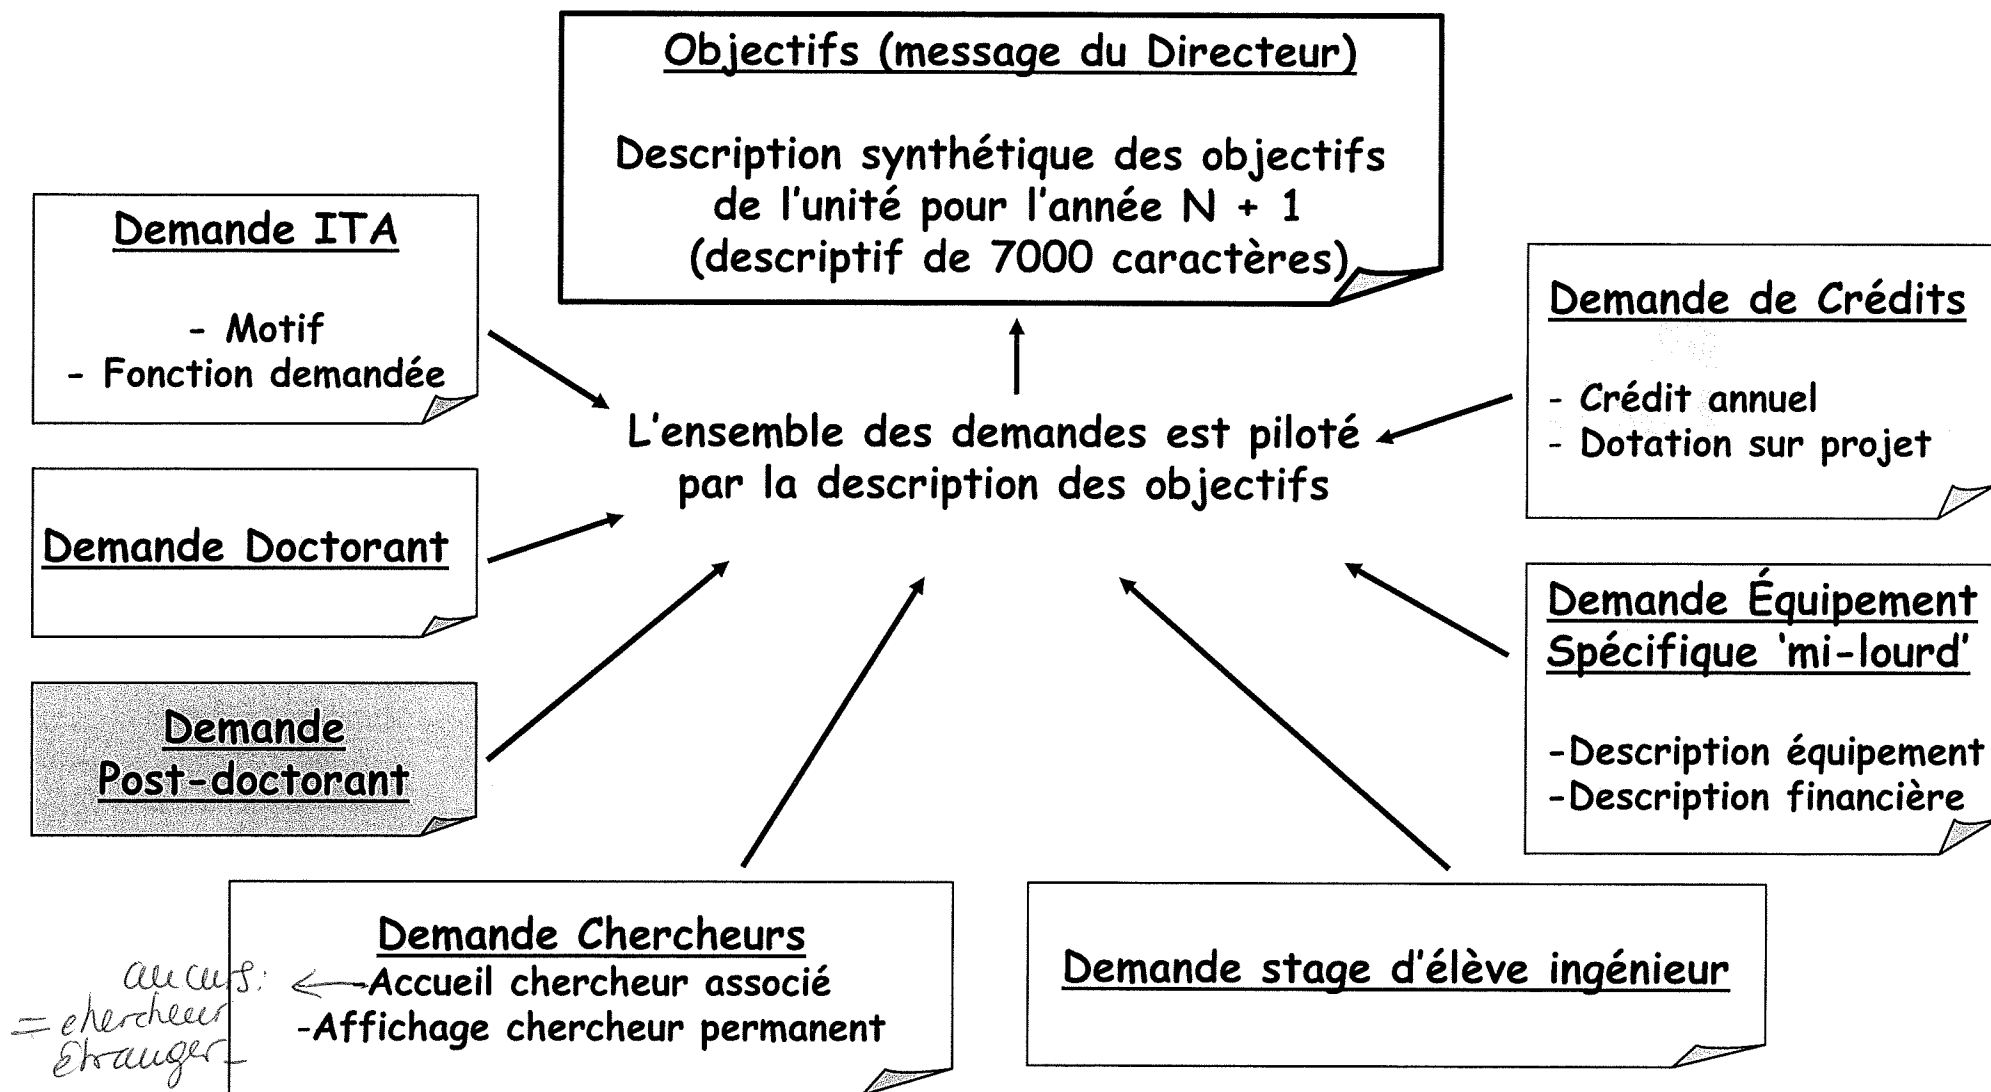 Objectifs (message du Directeur)
Description synthétique des objectifs
de l'unité pour l'année N + 1
(descriptif de 7000 caractères)
Demande ITA
- Motif
- Fonction demandée
Demande de Crédits
- Crédit annuel
- Dotation sur projet
L'ensemble des demandes est piloté
par la description des objectifs
Demande Doctorant
Demande Équipement
Spécifique 'mi-lourd'
-Description équipement
-Description financière
Demande
Post-doctorant
Demande Chercheurs
Accueil chercheur associé
-Affichage chercheur permanent
au CNRS:
= chercheur
étranger
Demande stage d'élève ingénieur